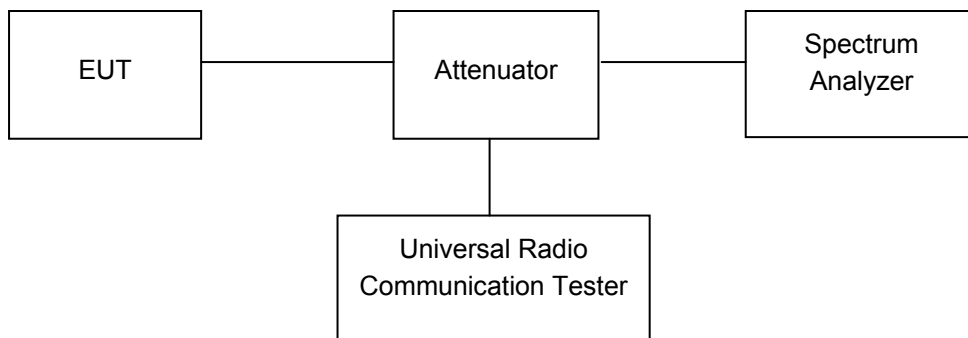 EUT
Attenuator
Spectrum
Analyzer
Universal Radio
Communication Tester